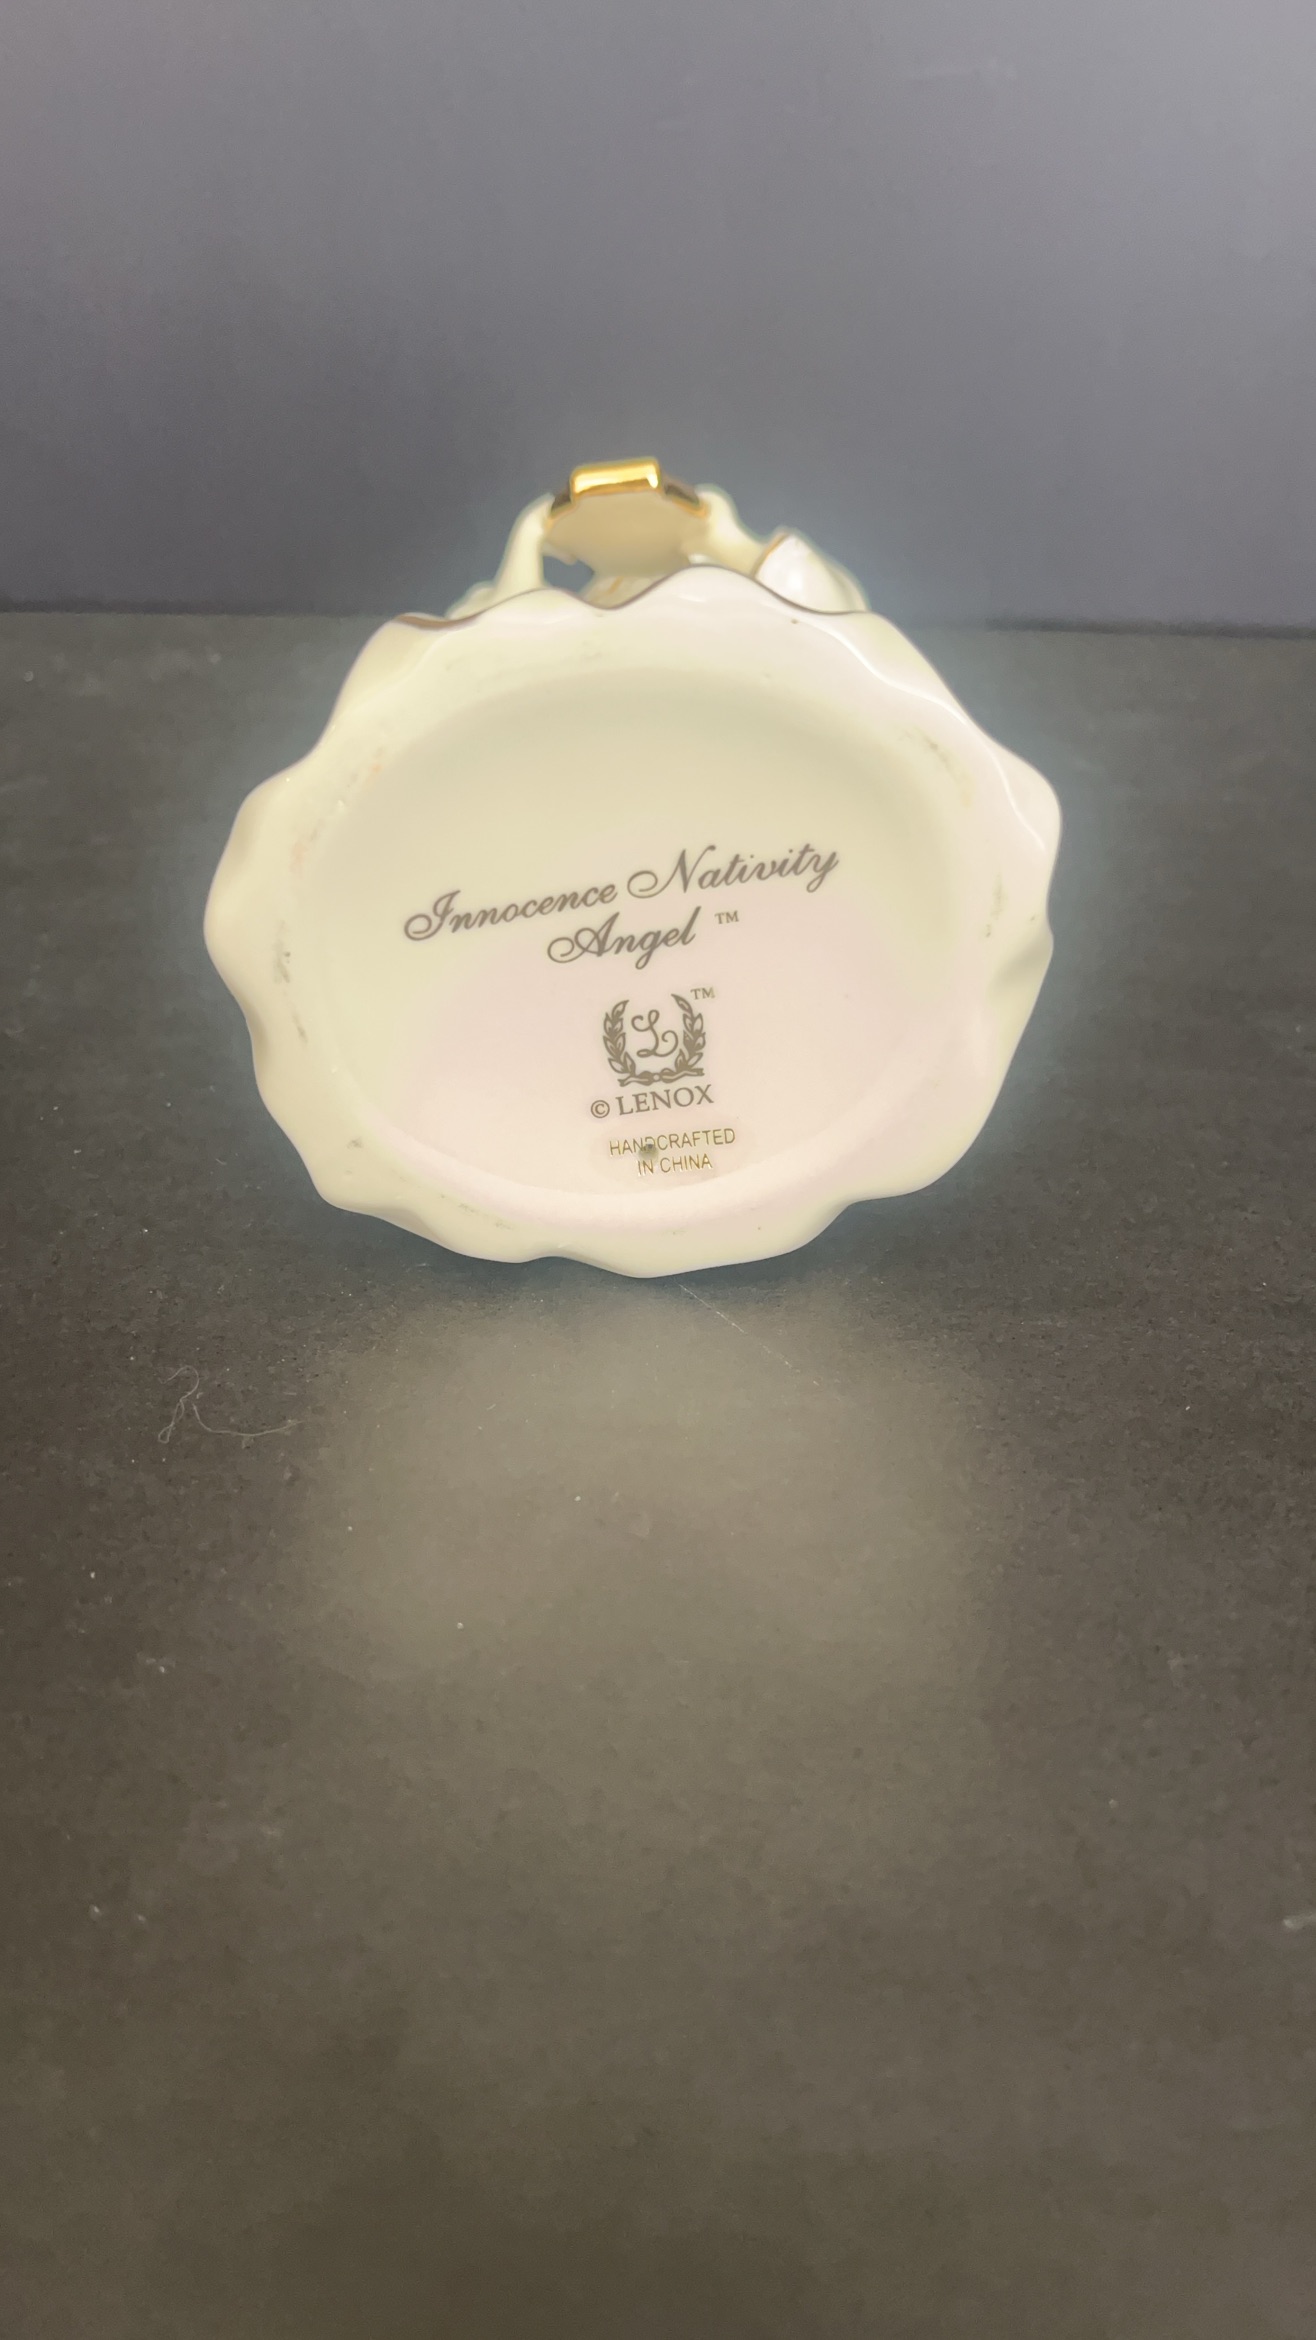 Innocence Nativity
Angel ™
L ™
© LENOX
HANDCRAFTED
IN CHINA